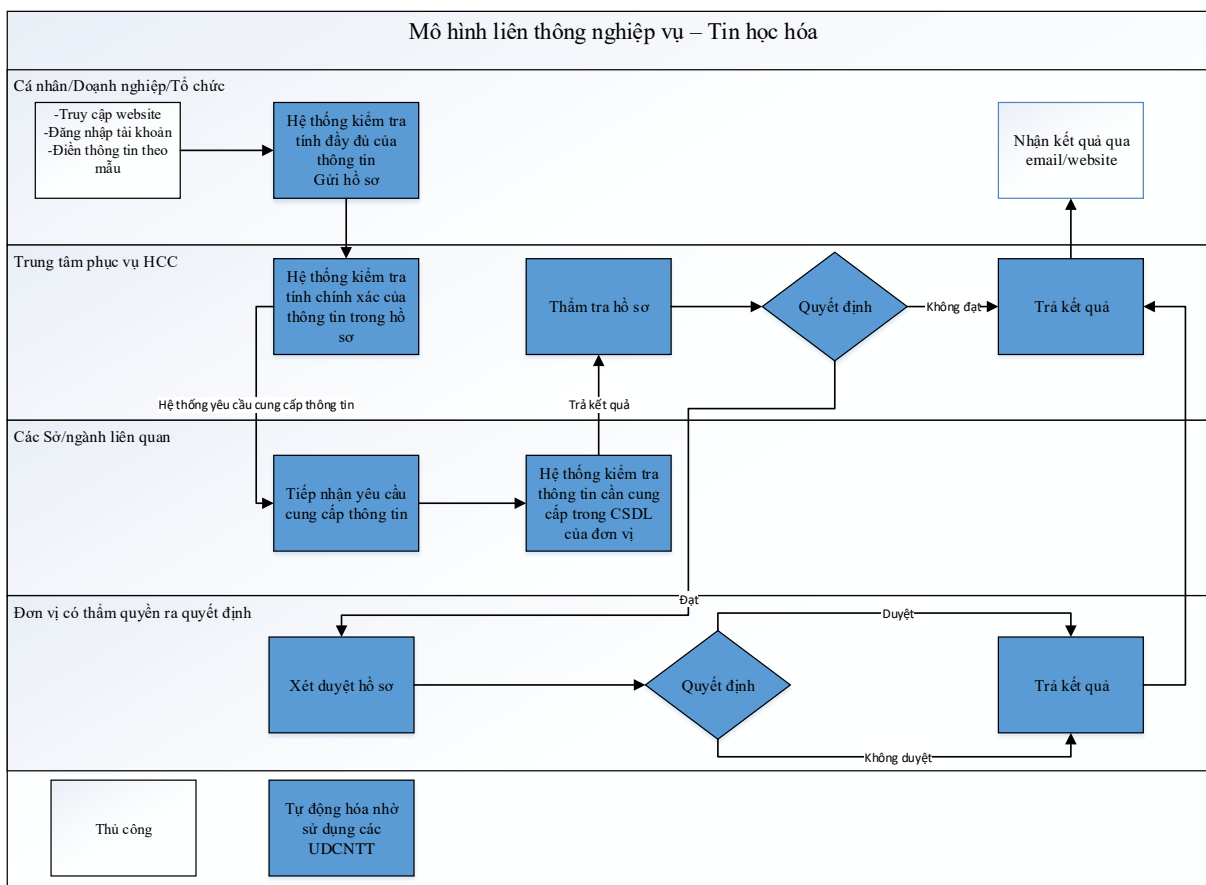 Mô hình liên thông nghiệp vụ – Tin học hóa
Cá nhân/Doanh nghiệp/Tổ chức
-Truy cập website
-Đăng nhập tài khoản
-Điền thông tin theo
mẫu
Hệ thống kiểm tra
tính đầy đủ của
thông tin
Gửi hồ sơ
Nhận kết quả qua
email/website
Trung tâm phục vụ HCC
Hệ thống kiểm tra
tính chính xác của
thông tin trong hồ
sơ
Thẩm tra hồ sơ
Quyết định
Không đạt
Trả kết quả
Hệ thống yêu cầu cung cấp thông tin
Trả kết quả
Các Sở/ngành liên quan
Tiếp nhận yêu cầu
cung cấp thông tin
Hệ thống kiểm tra
thông tin cần cung
cấp trong CSDL
của đơn vị
Đạt
Đơn vị có thẩm quyền ra quyết định
Xét duyệt hồ sơ
Quyết định
Duyệt
Không duyệt
Trả kết quả
Thủ công
Tự động hóa nhờ
sử dụng các
UDCNTT